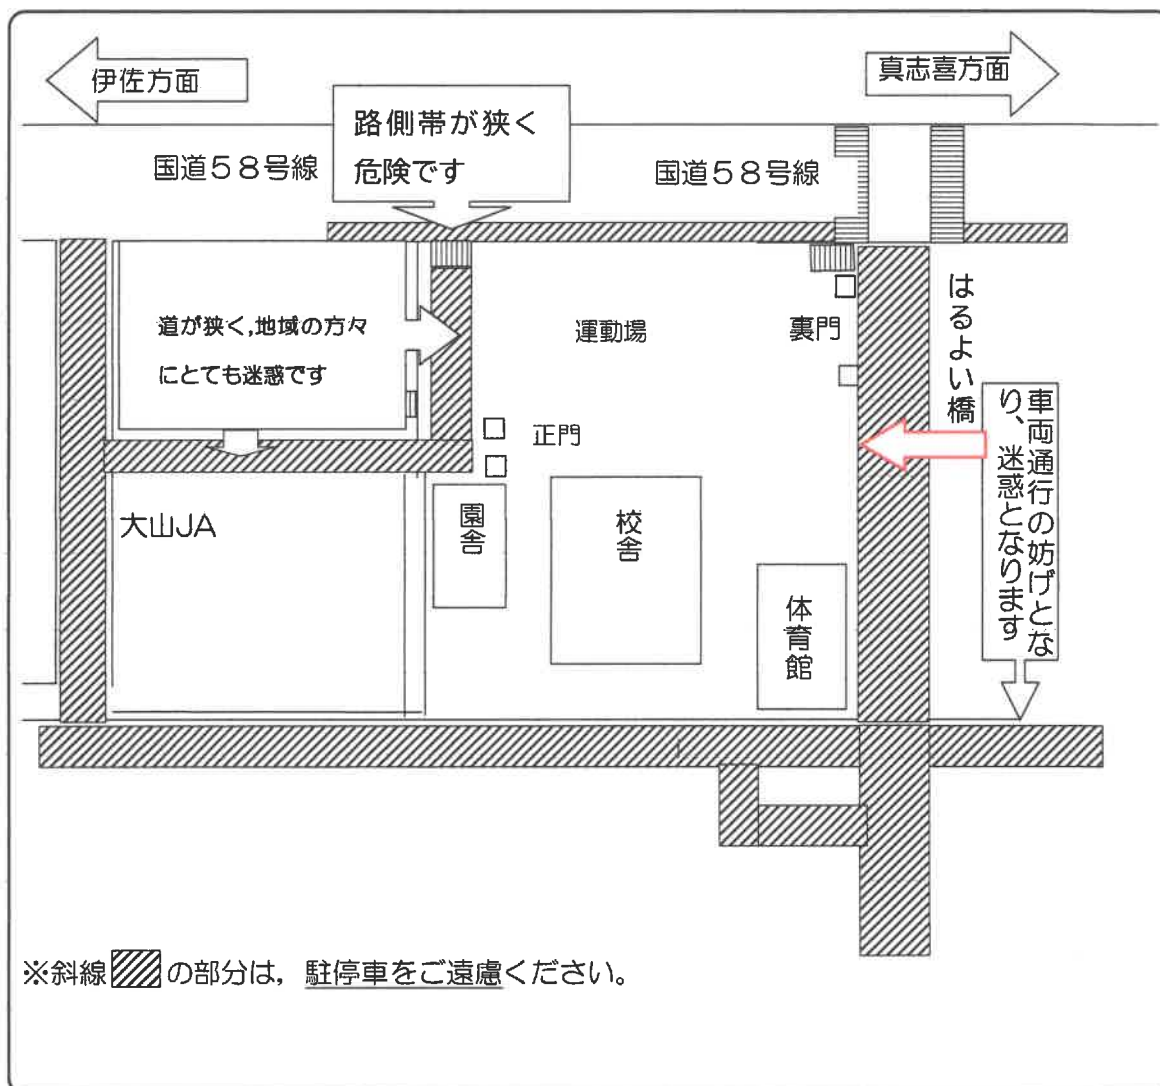 伊佐方面
真志喜方面
路側帯が狭く
危険です
国道５８号線
国道５８号線
道が狭く,地域の方々
にとても迷惑です
運動場
裏門
はるよい橋
車両通行の妨げとな
り、迷惑となります
正門
大山JA
園舎
校舎
体育館
※斜線の部分は，駐停車をご遠慮ください。